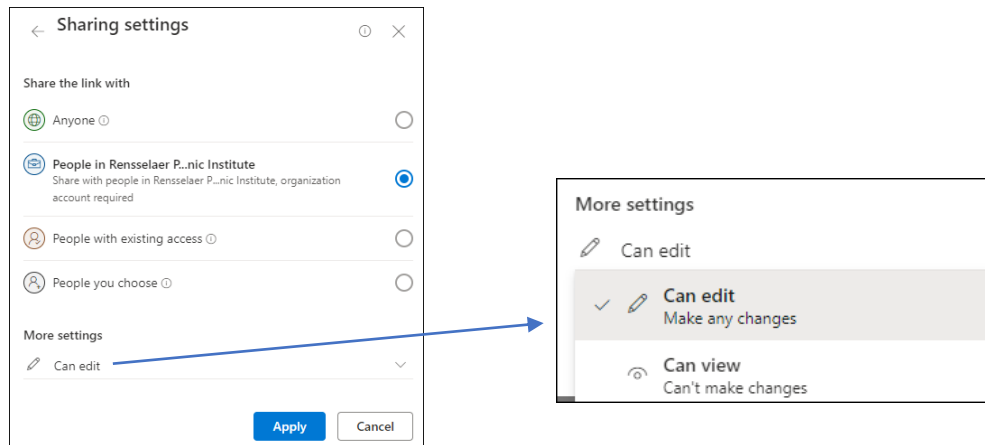 Sharing settings
Share the link with
Anyone
People in Rensselaer P...nic Institute
Share with people in Rensselaer P...nic Institute, organization
account required
People with existing access
People you choose
More settings
Can edit
Apply
Cancel
More settings
Can edit
Can edit
Make any changes
Can view
Can't make changes